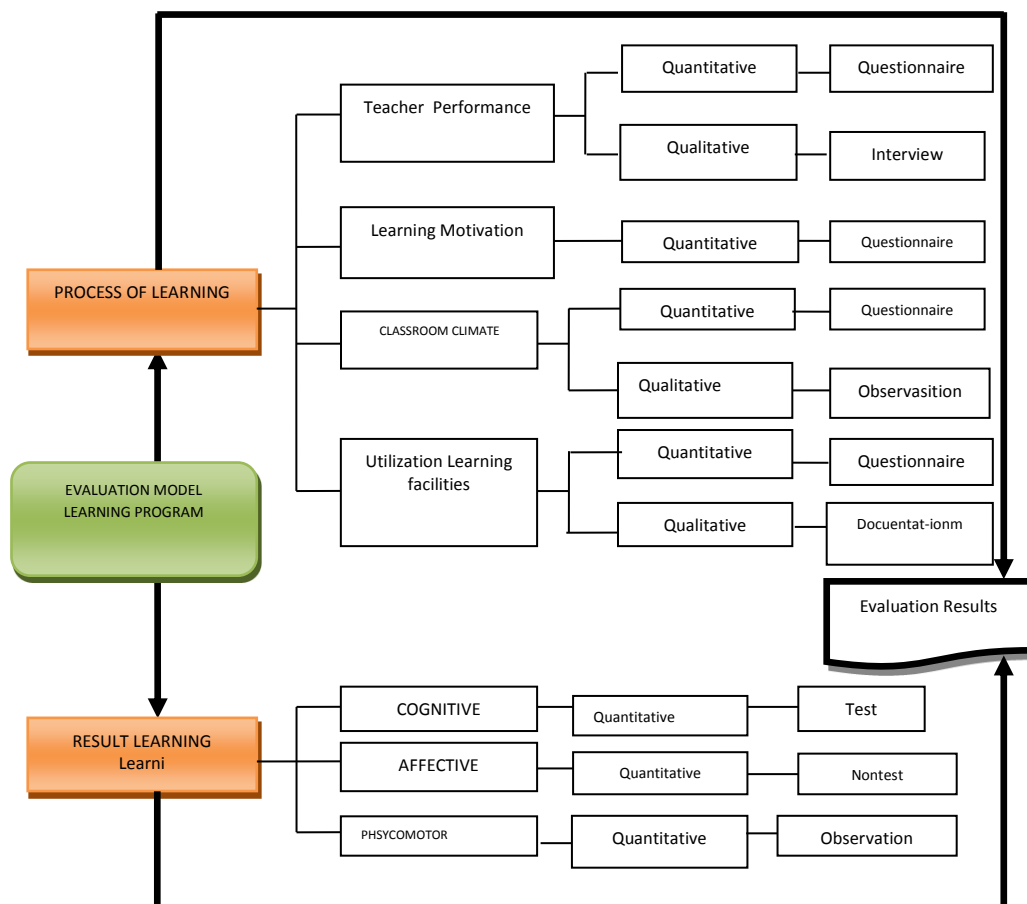 Quantitative
Questionnaire
Teacher Performance
Qualitative
Interview
Learning Motivation
Quantitative
Questionnaire
PROCESS OF LEARNING
Quantitative
Questionnaire
CLASSROOM CLIMATE
Qualitative
Observasition
Utilization Learning
facilities
Quantitative
Questionnaire
EVALUATION MODEL
LEARNING PROGRAM
Qualitative
Docuentat-ionm
Evaluation Results
COGNITIVE
Quantitative
Test
RESULT LEARNING
Learni
AFFECTIVE
Quantitative
Nontest
PHSYCOMOTOR
Quantitative
Observation